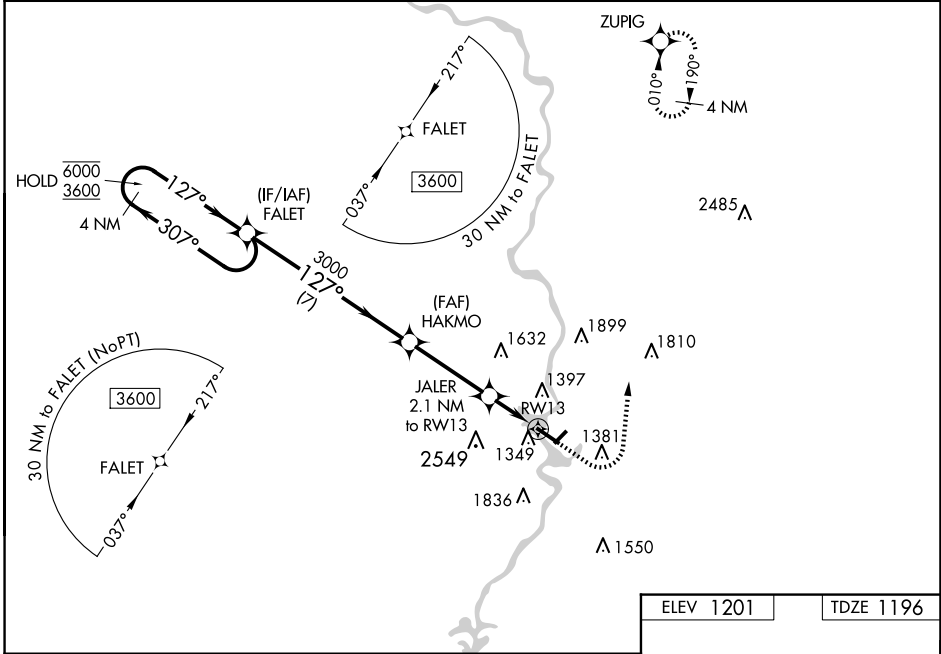 ZUPIG
010°
190°
4 NM
217°
FALET
3600
037°
30 NM to FALET
HOLD 6000
3600
127°
4 NM
307°
(IF/IAF)
FALET
3000
127°
(7)
2485
(FAF)
HAKMO
1632
1899
1810
30 NM to FALET (NoPT)
3600
217°
FALET
037°
JALER
2.1 NM
to RW13
1397
RW13
2549
1349
1381
1836
1550
ELEV 1201
TDZE 1196